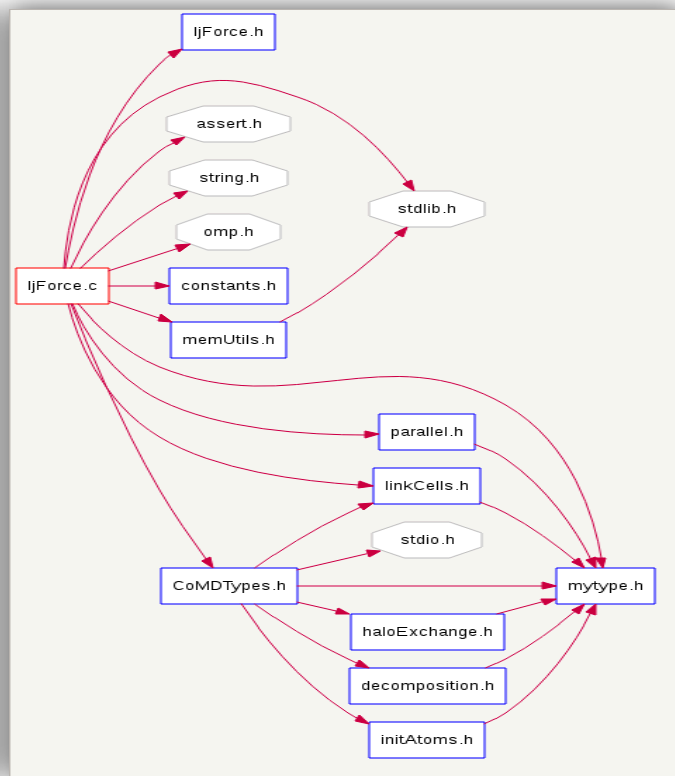 ljForce.h
assert.h
string.h
stdlib.h
omp.h
ljForce.c
constants.h
memUtils.h
parallel.h
linkCells.h
stdio.h
CoMDTypes.h
mytype.h
haloExchange.h
decomposition.h
initAtoms.h